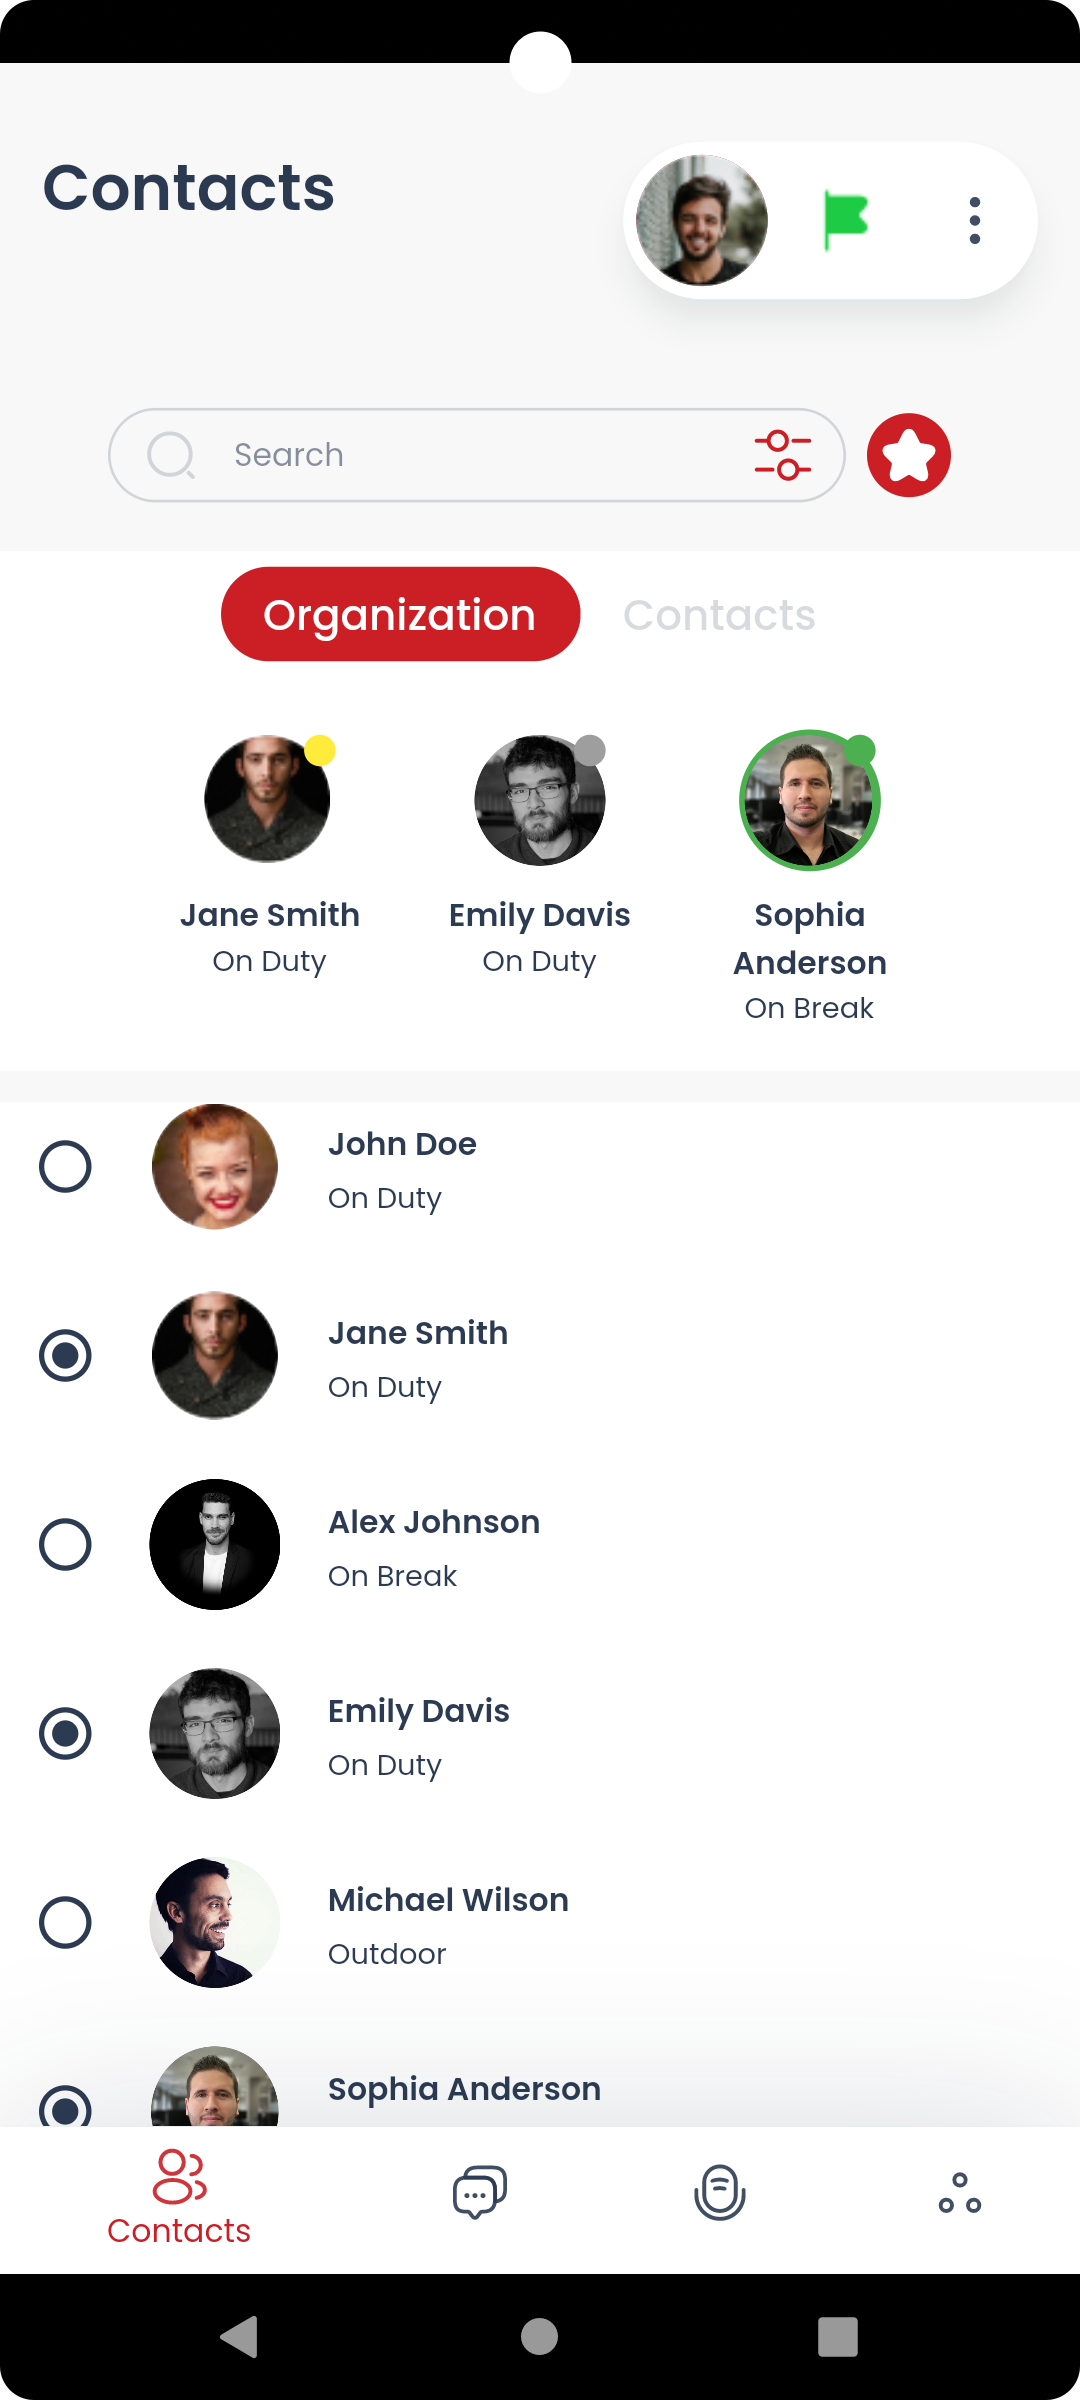 Contacts
Search
Organization
Contacts
Jane Smith
On Duty
Emily Davis
On Duty
Sophia
Anderson
On Break
John Doe
On Duty
Jane Smith
On Duty
Alex Johnson
On Break
Emily Davis
On Duty
Michael Wilson
Outdoor
Sophia Anderson
Contacts